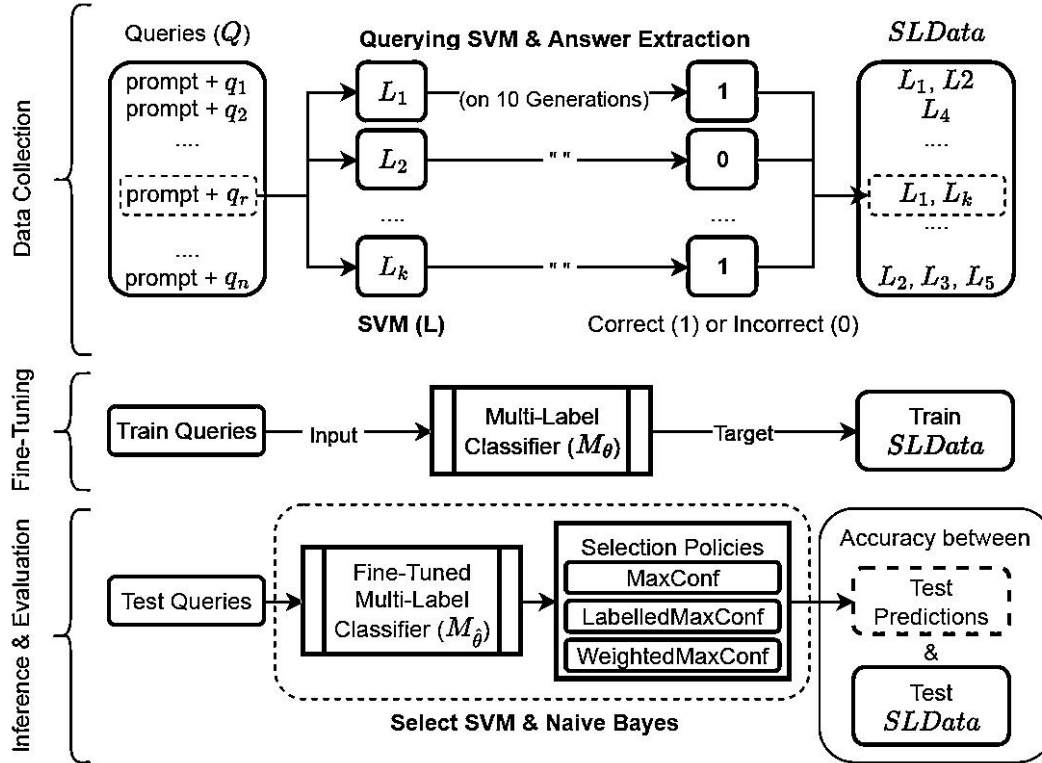 Data Collection
Queries (Q)
prompt + q₁
prompt + q₂
....
prompt + qᵣ
....
prompt + qₙ
Querying SVM & Answer Extraction
L₁
(on 10 Generations)
1
L₂
" "
0
....
....
Lₖ
" "
1
SVM (L)
Correct (1) or Incorrect (0)
SLData
L₁, L2
L₄
....
L₁, Lₖ
....
L₂, L₃, L₅
Fine-Tuning
Train Queries
Input
Multi-Label
Classifier (M_θ)
Target
Train
SLData
Inference & Evaluation
Test Queries
Fine-Tuned
Multi-Label
Classifier (M_θ̂)
Selection Policies
MaxConf
LabelledMaxConf
WeightedMaxConf
Select SVM & Naive Bayes
Accuracy between
Test
Predictions
&
Test
SLData